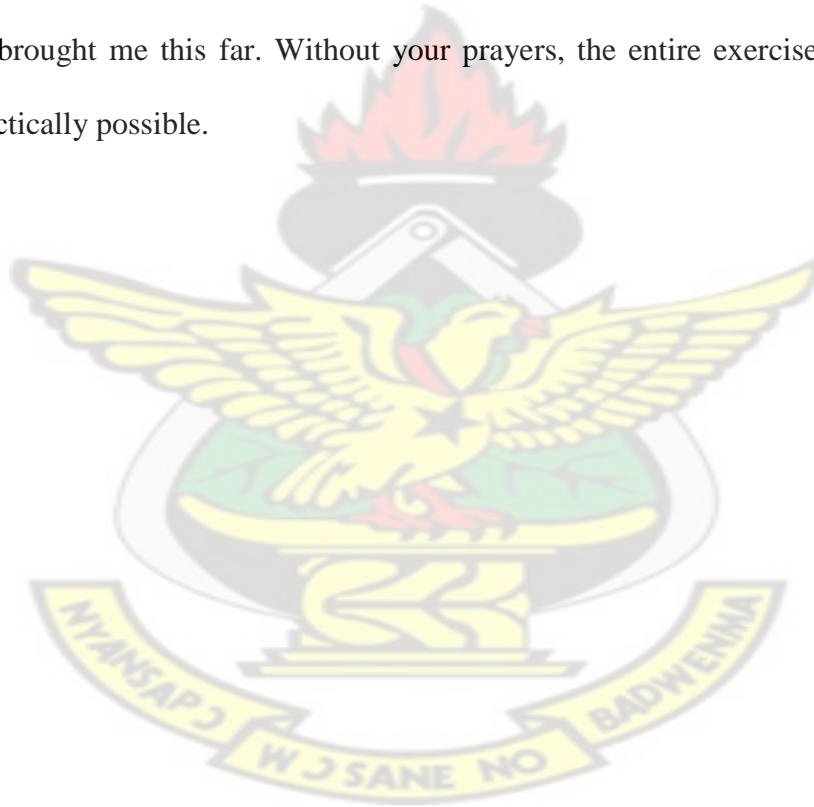 brought me this far. Without your prayers, the entire exercise
ctically possible.
NYANSAPƆ WƆSANE NO BADWENMA